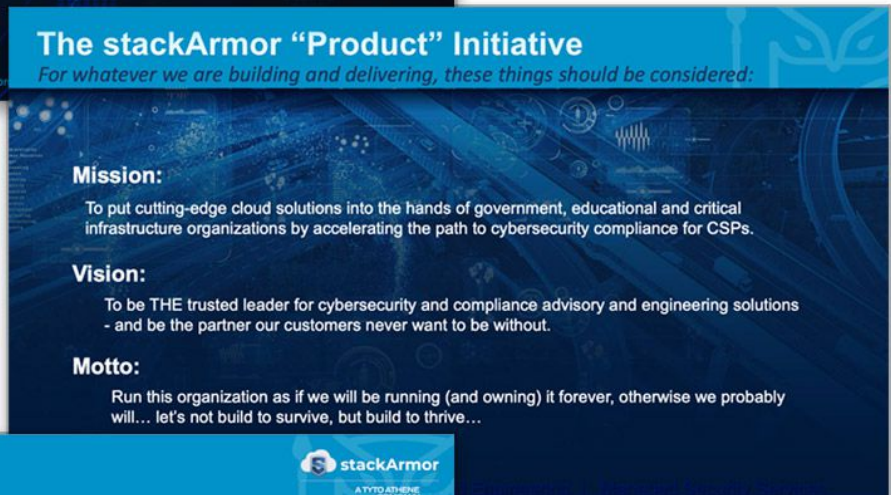 The stackArmor “Product” Initiative
For whatever we are building and delivering, these things should be considered:
Mission:
To put cutting-edge cloud solutions into the hands of government, educational and critical
infrastructure organizations by accelerating the path to cybersecurity compliance for CSPs.
Vision:
To be THE trusted leader for cybersecurity and compliance advisory and engineering solutions
- and be the partner our customers never want to be without.
Motto:
Run this organization as if we will be running (and owning) it forever, otherwise we probably
will… let's not build to survive, but build to thrive…
stackArmor
A TYTO ATHENE